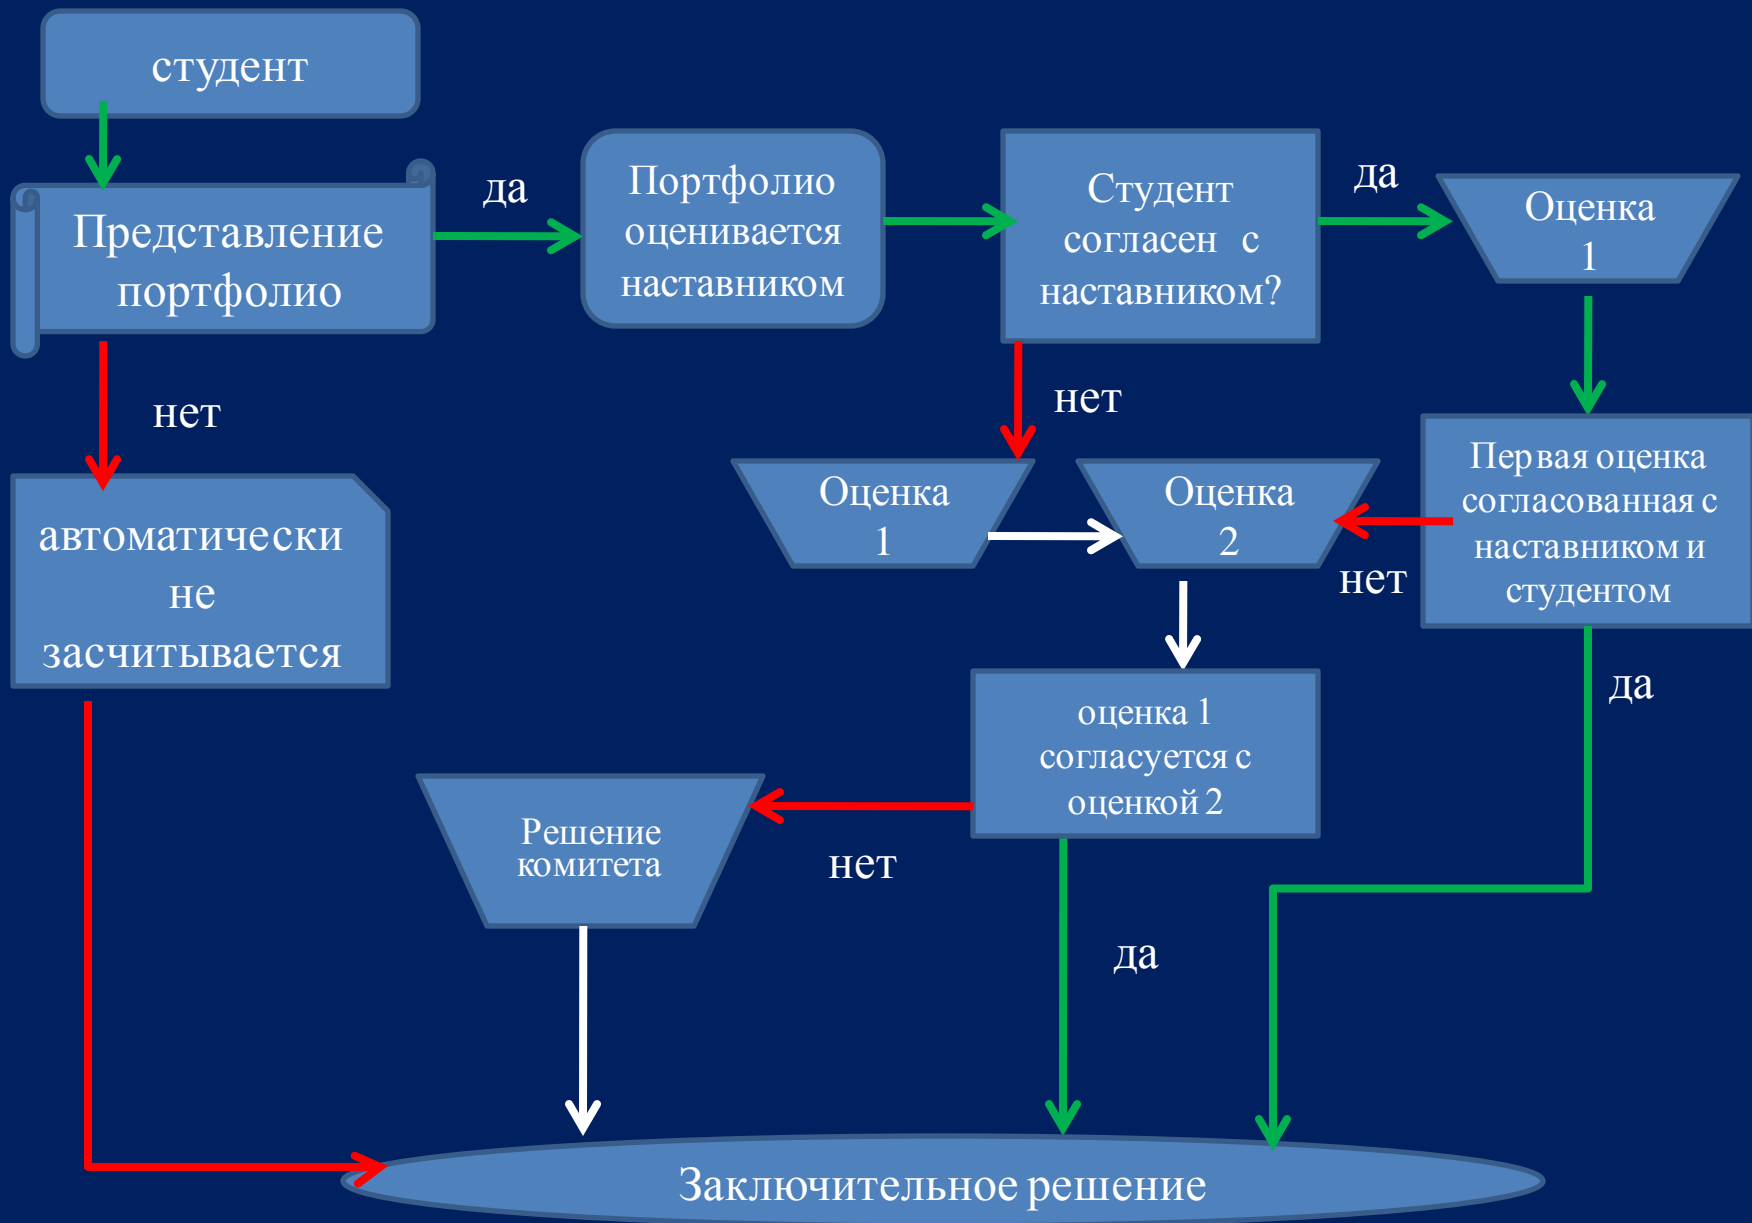 студент
Представление
портфолио
да
Портфолио
оценивается
наставником
Студент
согласен с
наставником?
да
Оценка
1
нет
нет
автоматически
не
засчитывается
Оценка
1
Оценка
2
нет
Первая оценка
согласованная с
наставником и
студентом
да
оценка 1
согласуется с
оценкой 2
нет
Решение
комитета
да
Заключительное решение